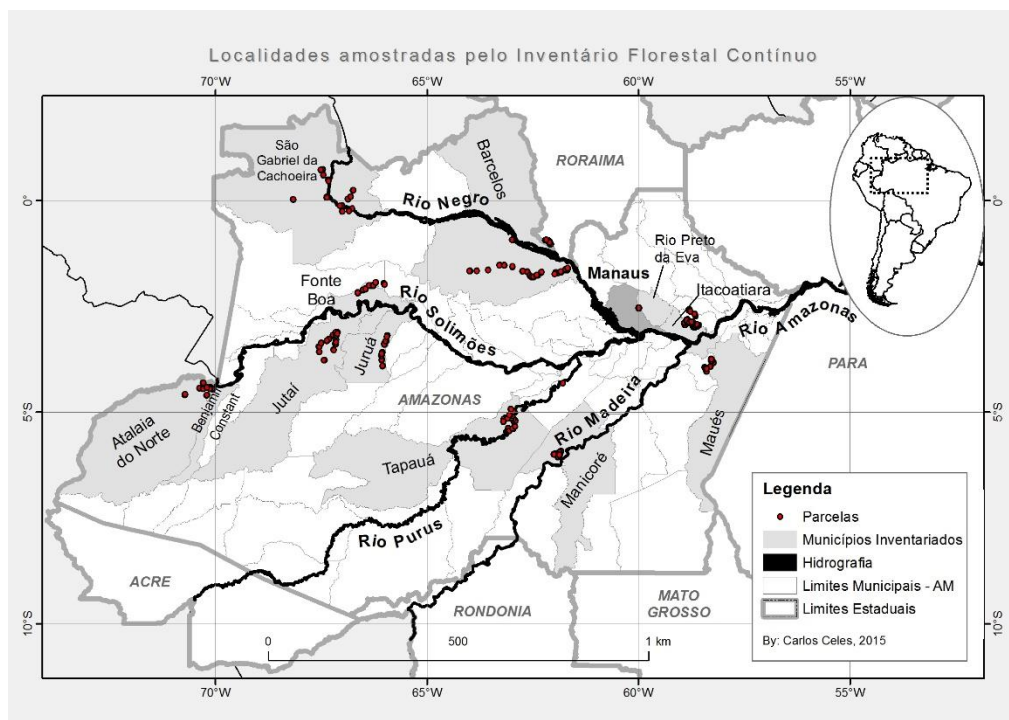 Localidades amostradas pelo Inventário Florestal Contínuo
70°W
65°W
60°W
55°W
São
Gabriel da
Cachoeira
Barcelos
RORAIMA
0°
0°
Rio Negro
Rio Preto
da Eva
Manaus
Fonte
Boa
Itacoatiara
Rio Solimões
Rio Amazonas
Juruá
PARA
Jutaí
AMAZONAS
Rio Madeira
Benjamin
Constant
5°S
5°S
Atalaia
do Norte
Maués
Tapauá
Manicoré
Rio Purus
Legenda
Parcelas
Municípios Inventariados
Hidrografia
Limites Municipais - AM
Limites Estaduais
By: Carlos Celes, 2015
ACRE
RONDONIA
MATO
GROSSO
10°S
10°S
0
500
1 km
70°W
65°W
60°W
55°W